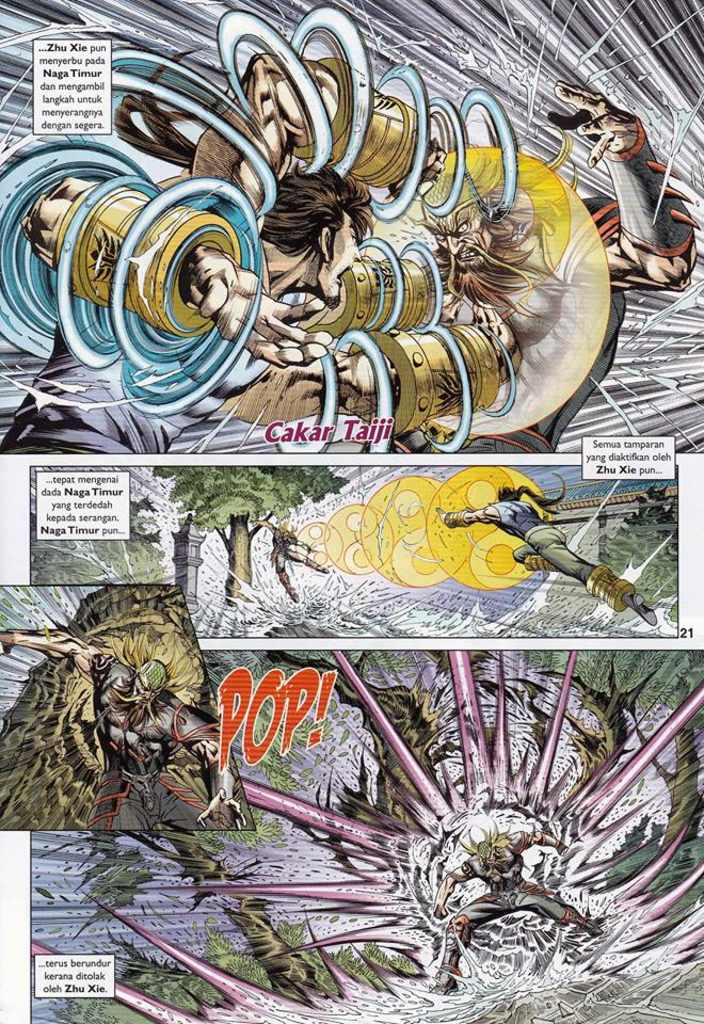 ...Zhu Xie pun
menyerbu pada
Naga Timur
dan mengambil
langkah untuk
menyerangnya
dengan segera.
Cakar Taiji
Semua tamparan
yang diaktifkan oleh
Zhu Xie pun...
...tepat mengenai
dada Naga Timur
yang terdedah
kepada serangan.
Naga Timur pun...
21
POP!
...terus berundur
kerana ditolak
oleh Zhu Xie.